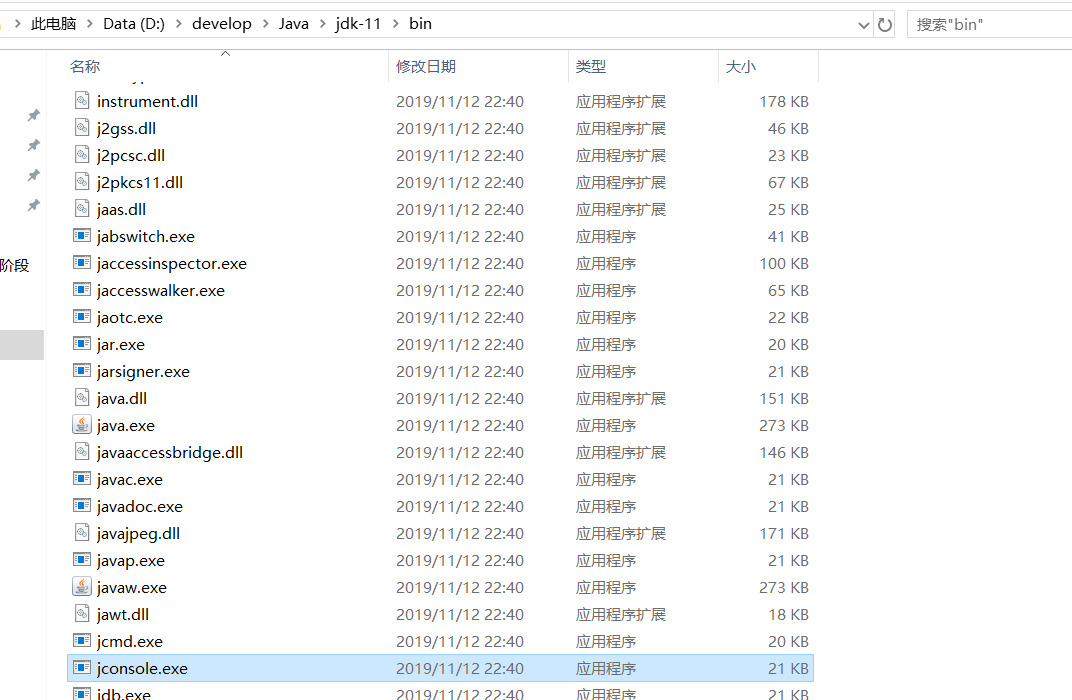 此电脑 Data (D:) develop Java jdk-11 bin 搜索"bin"
名称 修改日期 类型 大小
instrument.dll 2019/11/12 22:40 应用程序扩展 178 KB
j2gss.dll 2019/11/12 22:40 应用程序扩展 46 KB
j2pcsc.dll 2019/11/12 22:40 应用程序扩展 23 KB
j2pkcs11.dll 2019/11/12 22:40 应用程序扩展 67 KB
jaas.dll 2019/11/12 22:40 应用程序扩展 25 KB
jabswitch.exe 2019/11/12 22:40 应用程序 41 KB
阶段
jaccessinspector.exe 2019/11/12 22:40 应用程序 100 KB
jaccesswalker.exe 2019/11/12 22:40 应用程序 65 KB
jaotc.exe 2019/11/12 22:40 应用程序 22 KB
jar.exe 2019/11/12 22:40 应用程序 20 KB
jarsigner.exe 2019/11/12 22:40 应用程序 21 KB
java.dll 2019/11/12 22:40 应用程序扩展 151 KB
java.exe 2019/11/12 22:40 应用程序 273 KB
javaaccessbridge.dll 2019/11/12 22:40 应用程序扩展 146 KB
javac.exe 2019/11/12 22:40 应用程序 21 KB
javadoc.exe 2019/11/12 22:40 应用程序 21 KB
javajpeg.dll 2019/11/12 22:40 应用程序扩展 171 KB
javap.exe 2019/11/12 22:40 应用程序 21 KB
javaw.exe 2019/11/12 22:40 应用程序 273 KB
jawt.dll 2019/11/12 22:40 应用程序扩展 18 KB
jcmd.exe 2019/11/12 22:40 应用程序 20 KB
jconsole.exe 2019/11/12 22:40 应用程序 21 KB
jdb.exe 2019/11/12 22:40 应用程序 21 KB